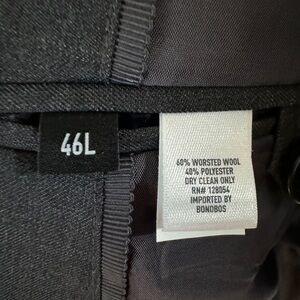 46L
60% WORSTED WOOL
40% POLYESTER
DRY CLEAN ONLY
RN# 128054
IMPORTED BY
BONOBOS